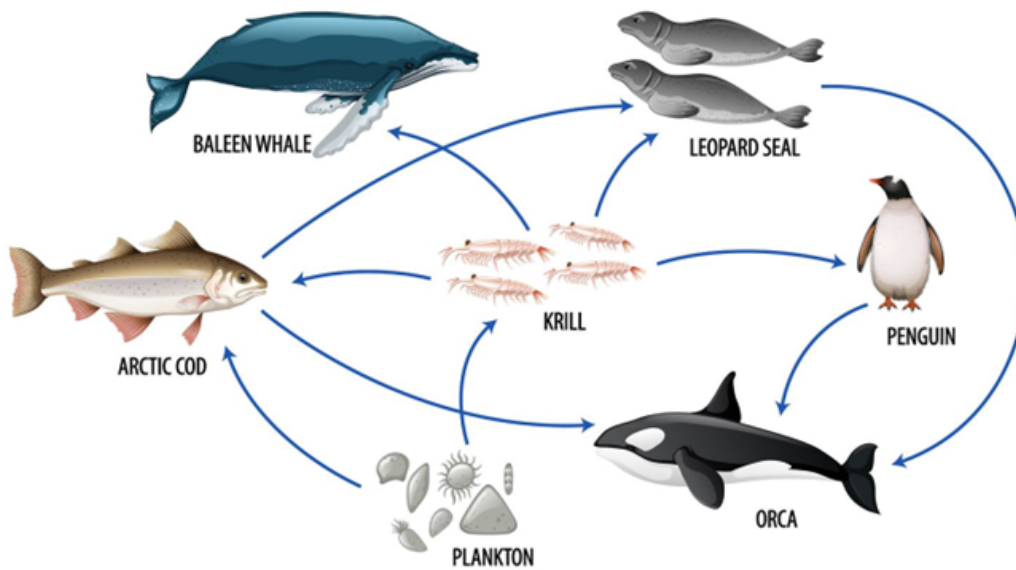 BALEEN WHALE
LEOPARD SEAL
KRILL
PENGUIN
ARCTIC COD
ORCA
PLANKTON